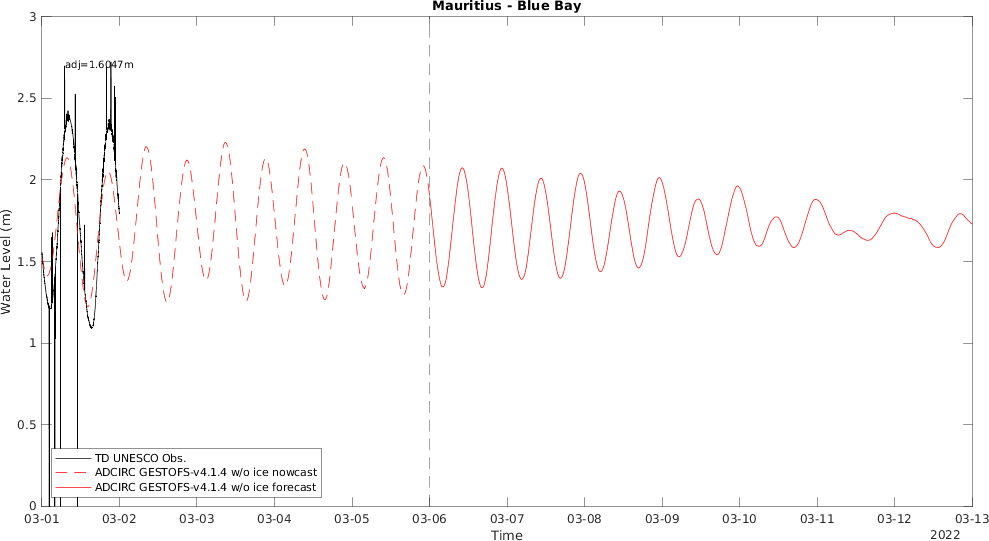 Mauritius - Blue Bay
Water Level (m)
3
2.5
2
1.5
1
0.5
0
adj=1.6047m
TD UNESCO Obs.
ADCIRC GESTOFS-v4.1.4 w/o ice nowcast
ADCIRC GESTOFS-v4.1.4 w/o ice forecast
03-01 03-02 03-03 03-04 03-05 03-06 03-07 03-08 03-09 03-10 03-11 03-12 03-13
Time
2022